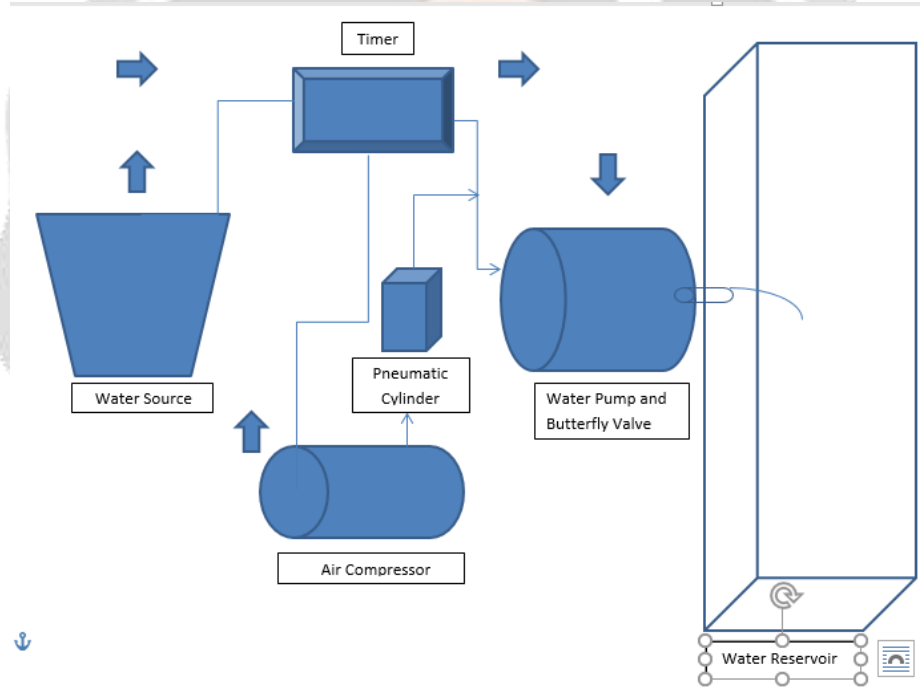 Timer
Water Source
Pneumatic
Cylinder
Water Pump and
Butterfly Valve
Air Compressor
Water Reservoir